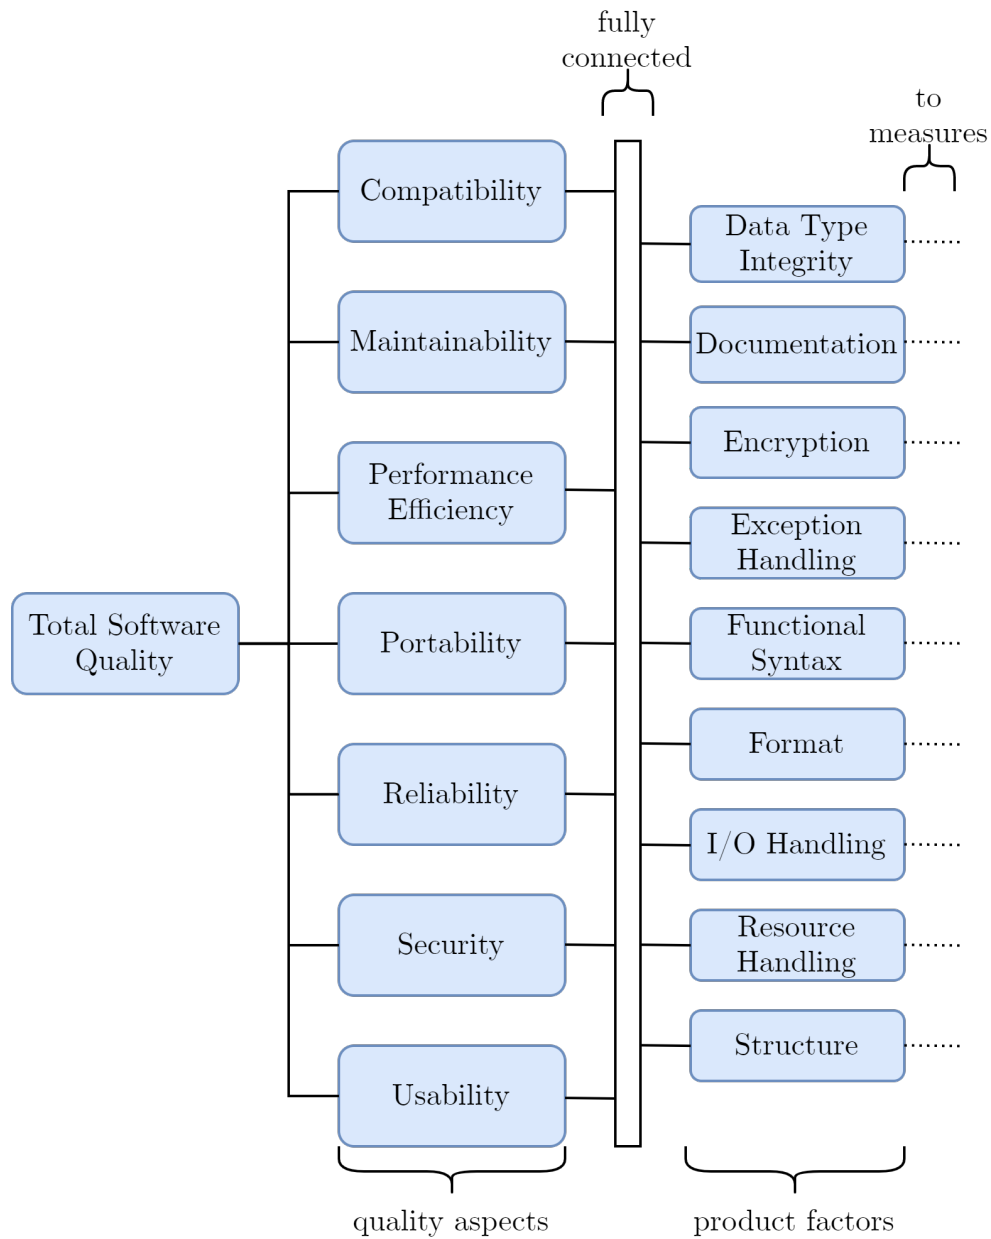 fully
connected
to
measures
Compatibility
Data Type
Integrity
Maintainability
Documentation
Performance
Efficiency
Encryption
Exception
Handling
Total Software
Quality
Portability
Functional
Syntax
Format
Reliability
I/O Handling
Security
Resource
Handling
Usability
Structure
quality aspects
product factors